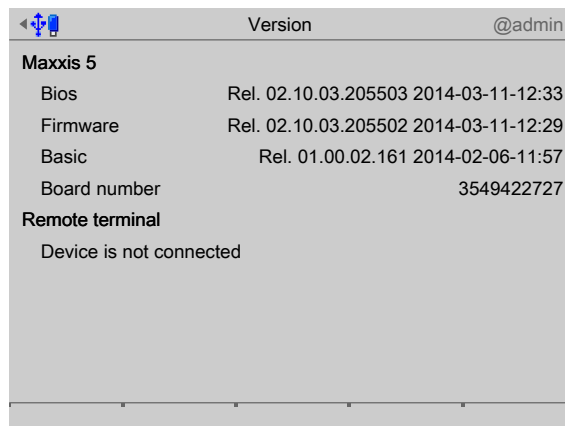 Version @admin
Maxxis 5
Bios Rel. 02.10.03.205503 2014-03-11-12:33
Firmware Rel. 02.10.03.205502 2014-03-11-12:29
Basic Rel. 01.00.02.161 2014-02-06-11:57
Board number 3549422727
Remote terminal
Device is not connected